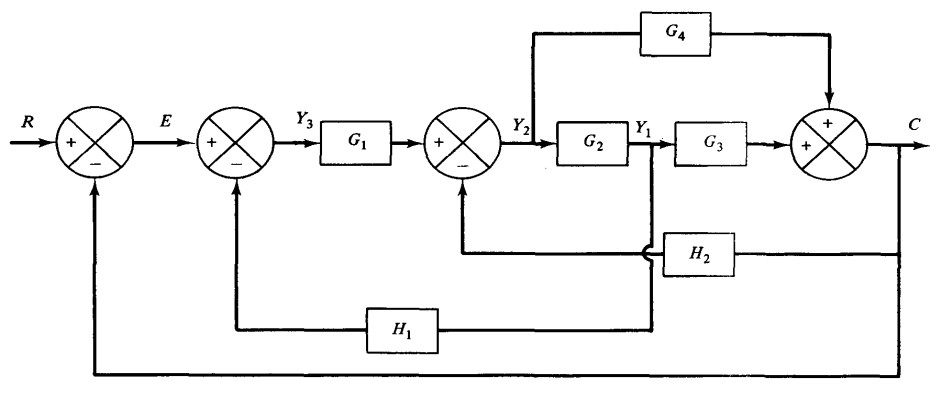 G₄
R
E
Y₃
Y₂
Y₁
C
+
−
+
−
G₁
+
−
G₂
G₃
+
+
H₂
H₁